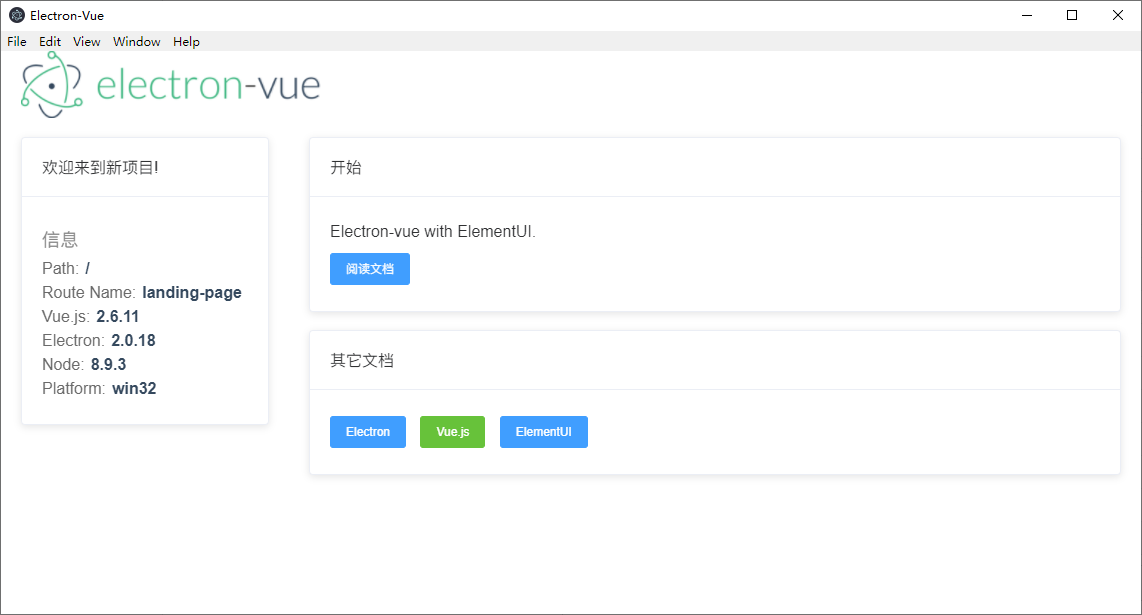 Electron-Vue
File Edit View Window Help
electron-vue
欢迎来到新项目!
信息
Path: /
Route Name: landing-page
Vue.js: 2.6.11
Electron: 2.0.18
Node: 8.9.3
Platform: win32
开始
Electron-vue with ElementUI.
阅读文档
其它文档
Electron Vue.js ElementUI